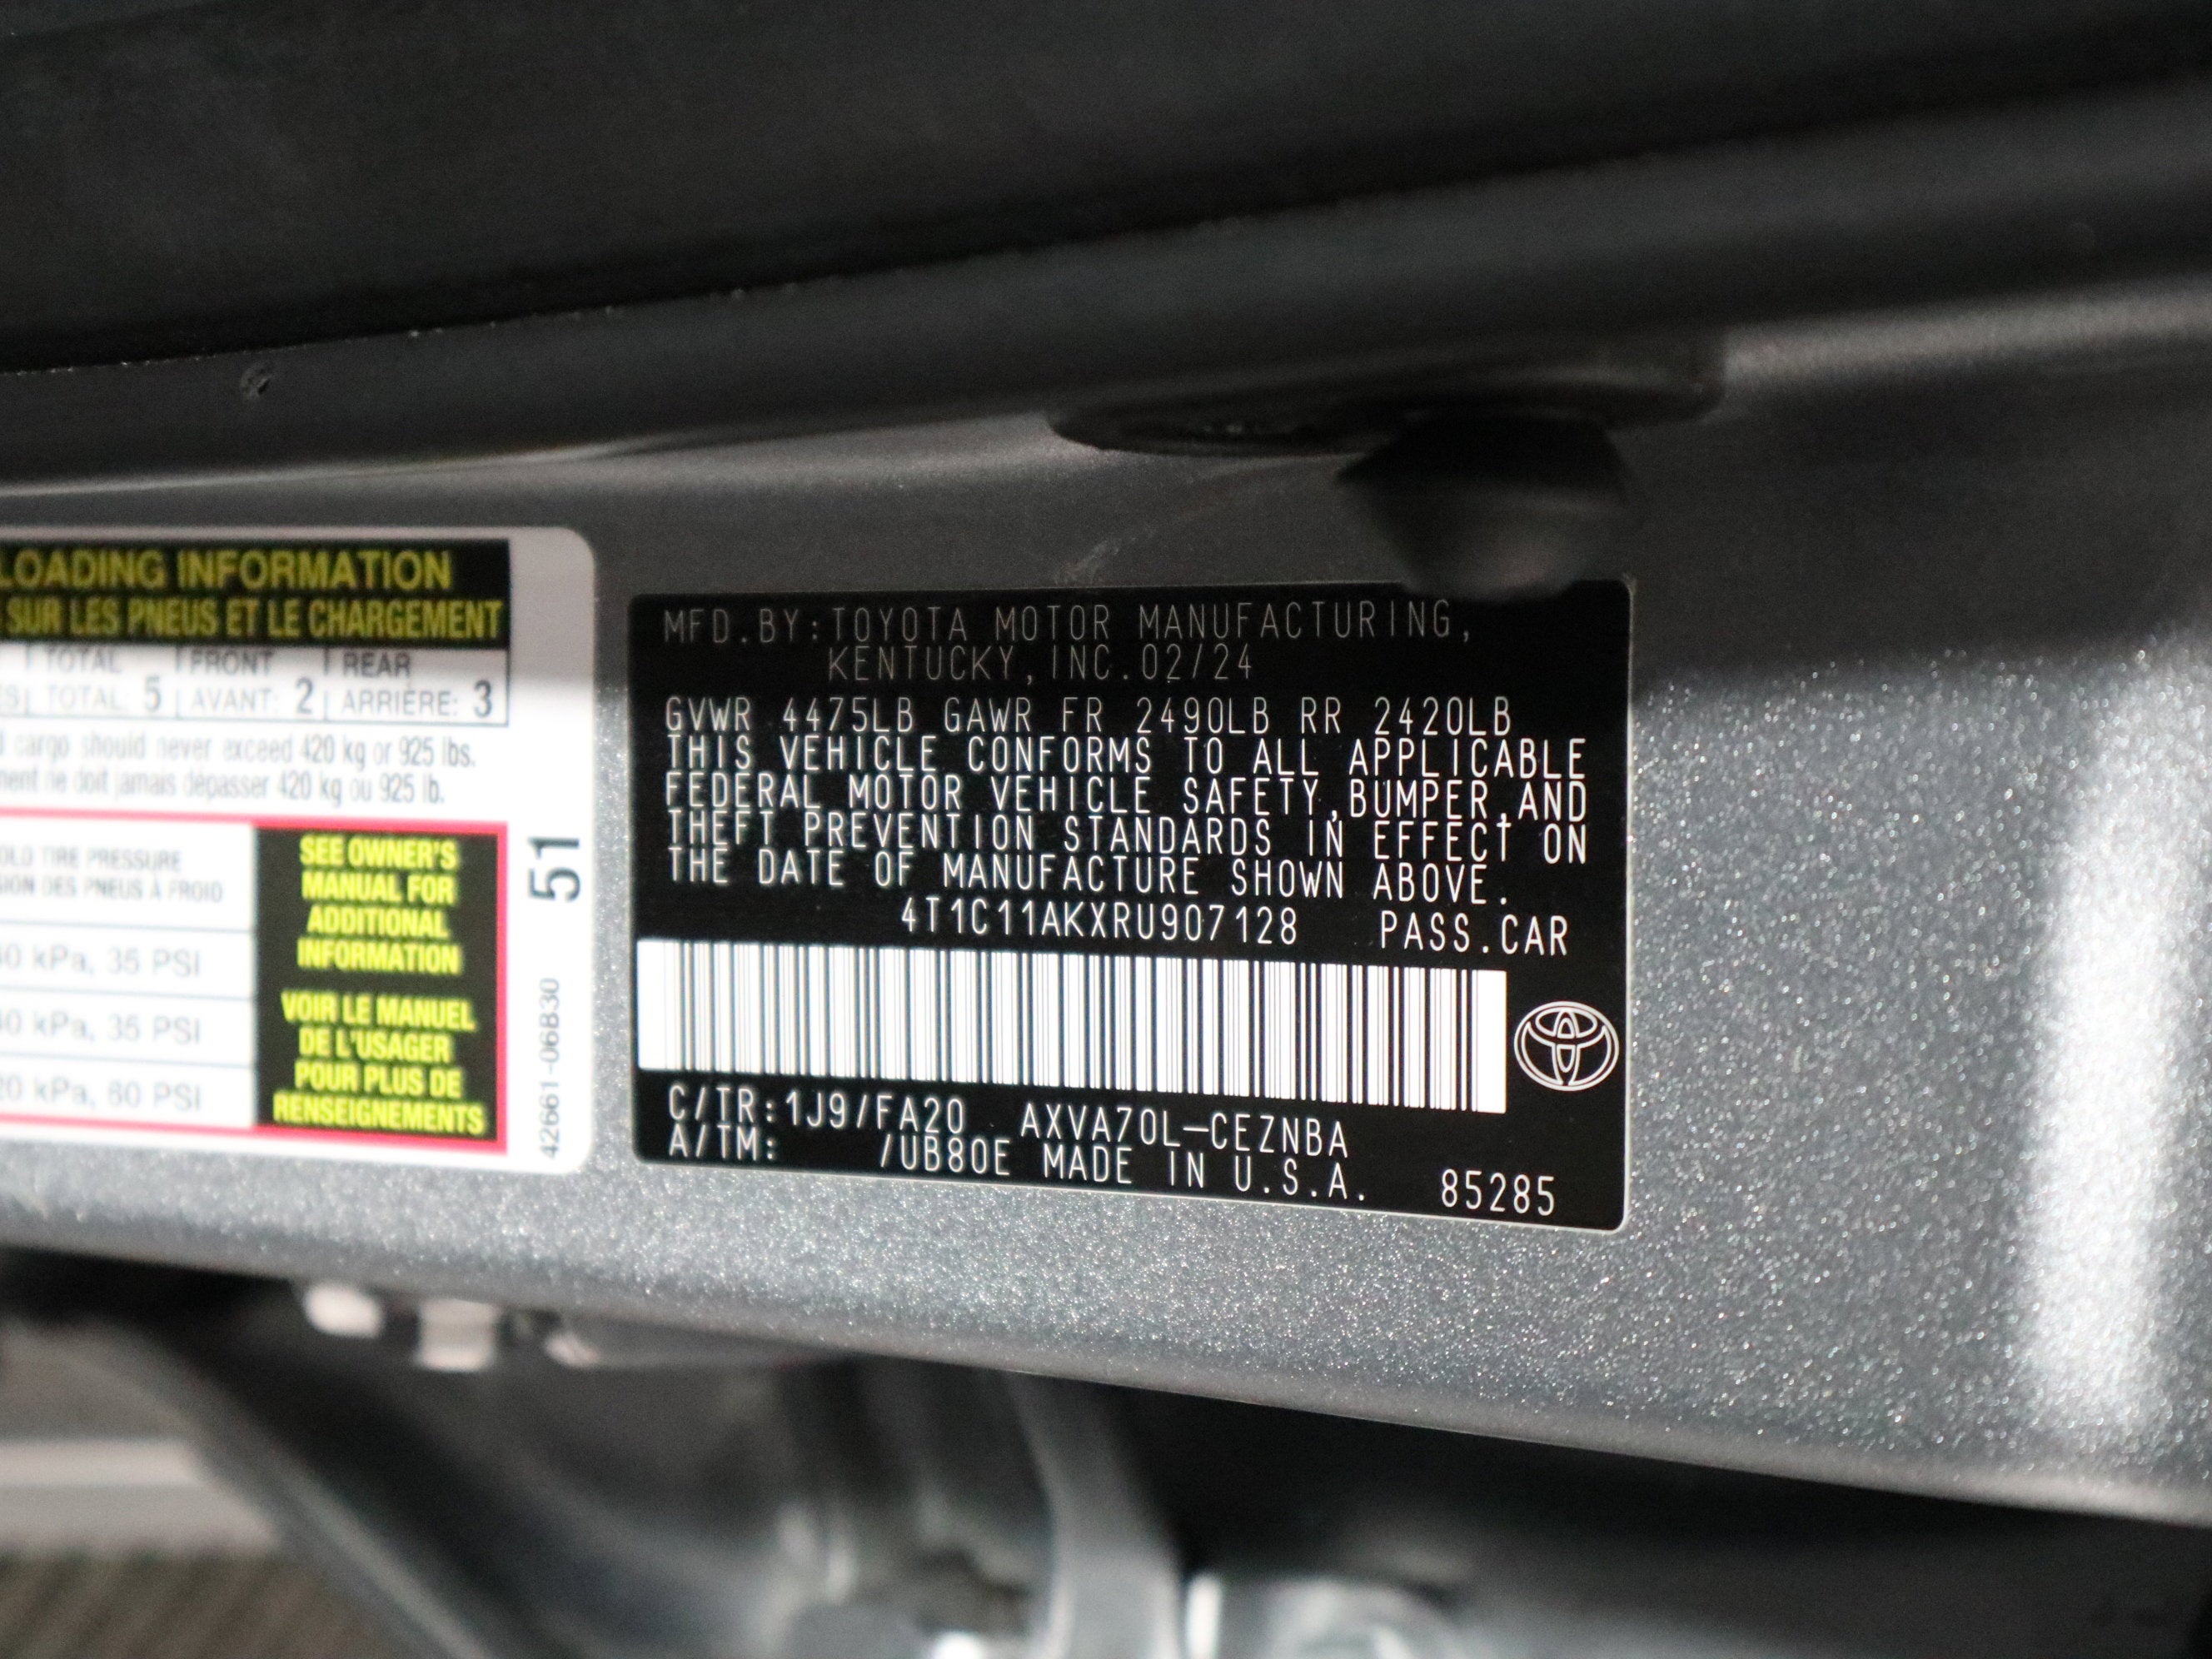 LOADING INFORMATION
SUR LES PNEUS ET LE CHARGEMENT
TOTAL FRONT REAR
TOTAL: 5 AVANT: 2 ARRIÈRE: 3
cargo should never exceed 420 kg or 925 lbs.
ne doit jamais dépasser 420 kg ou 925 lb.
TIRE PRESSURE
DES PNEUS À FROID
kPa, 35 PSI
kPa, 35 PSI
kPa, 60 PSI
SEE OWNER'S
MANUAL FOR
ADDITIONAL
INFORMATION
VOIR LE MANUEL
DE L'USAGER
POUR PLUS DE
RENSEIGNEMENTS
51
42661-06B30
MFD.BY:TOYOTA MOTOR MANUFACTURING,
KENTUCKY,INC.02/24
GVWR 4475LB GAWR FR 2490LB RR 2420LB
THIS VEHICLE CONFORMS TO ALL APPLICABLE
FEDERAL MOTOR VEHICLE SAFETY,BUMPER,AND
THEFT PREVENTION STANDARDS IN EFFECT ON
THE DATE OF MANUFACTURE SHOWN ABOVE.
4T1C11AKXRU907128 PASS.CAR
C/TR:1J9/FA20 AXVA70L-CEZNBA
A/TM: /UB80E MADE IN U.S.A. 85285